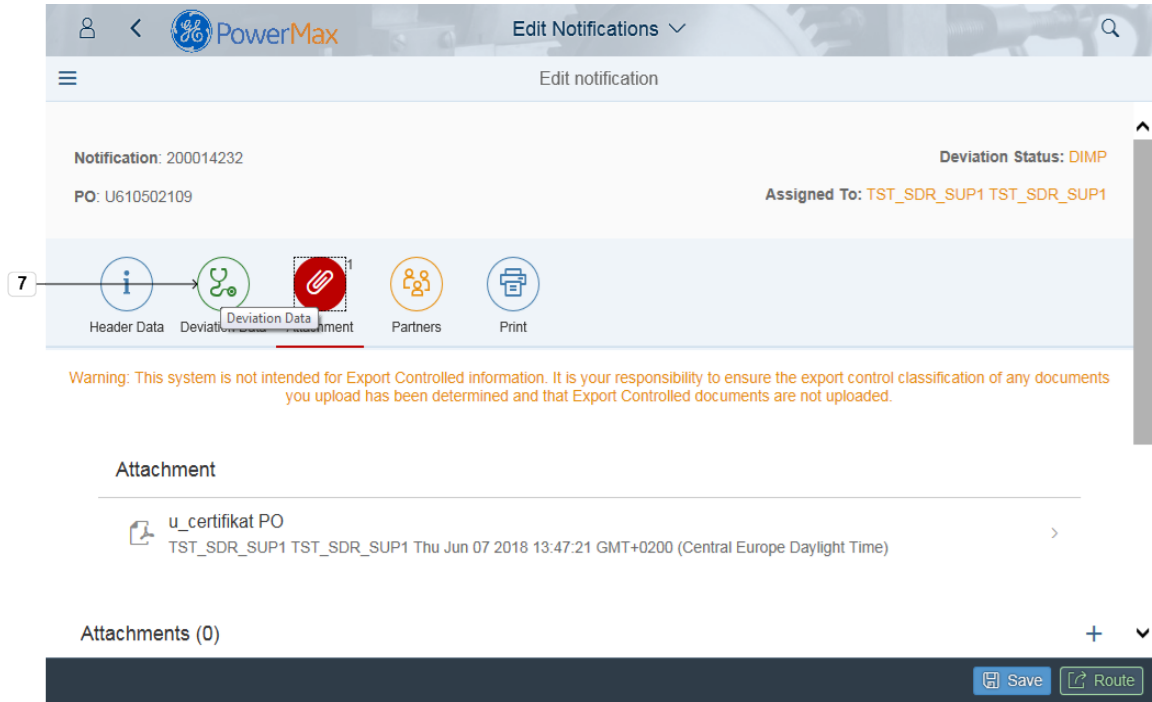 GE PowerMax
Edit Notifications
Edit notification
Notification: 200014232
Deviation Status: DIMP
PO: U610502109
Assigned To: TST_SDR_SUP1 TST_SDR_SUP1
7
1
Header Data
Deviation Data
Deviation Data
Attachment
Partners
Print
Warning: This system is not intended for Export Controlled information. It is your responsibility to ensure the export control classification of any documents
you upload has been determined and that Export Controlled documents are not uploaded.
Attachment
u_certifikat PO
TST_SDR_SUP1 TST_SDR_SUP1 Thu Jun 07 2018 13:47:21 GMT+0200 (Central Europe Daylight Time)
Attachments (0)
Save
Route